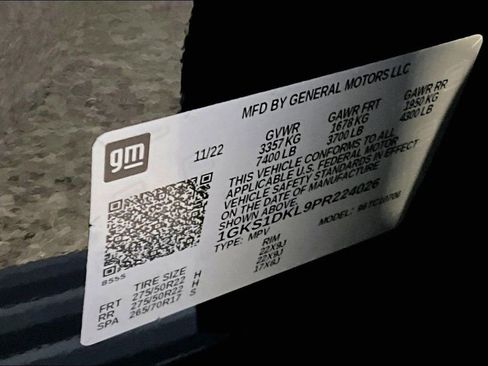 MFD BY GENERAL MOTORS LLC
gm
11/22
GVWR GAWR FRT GAWR RR
3357 KG 1678 KG 1950 KG
7400 LB 3700 LB 4300 LB
THIS VEHICLE CONFORMS TO ALL
APPLICABLE U.S. FEDERAL MOTOR
VEHICLE SAFETY STANDARDS IN EFFECT
ON THE DATE OF MANUFACTURE
SHOWN ABOVE.
1GKS1DKL9PR224026
TYPE: MPV MODEL:
8555
TIRE SIZE RIM
FRT 275/50R22 H 22X9J
RR 275/50R22 H 22X9J
SPA 265/70R17 S 17X8J